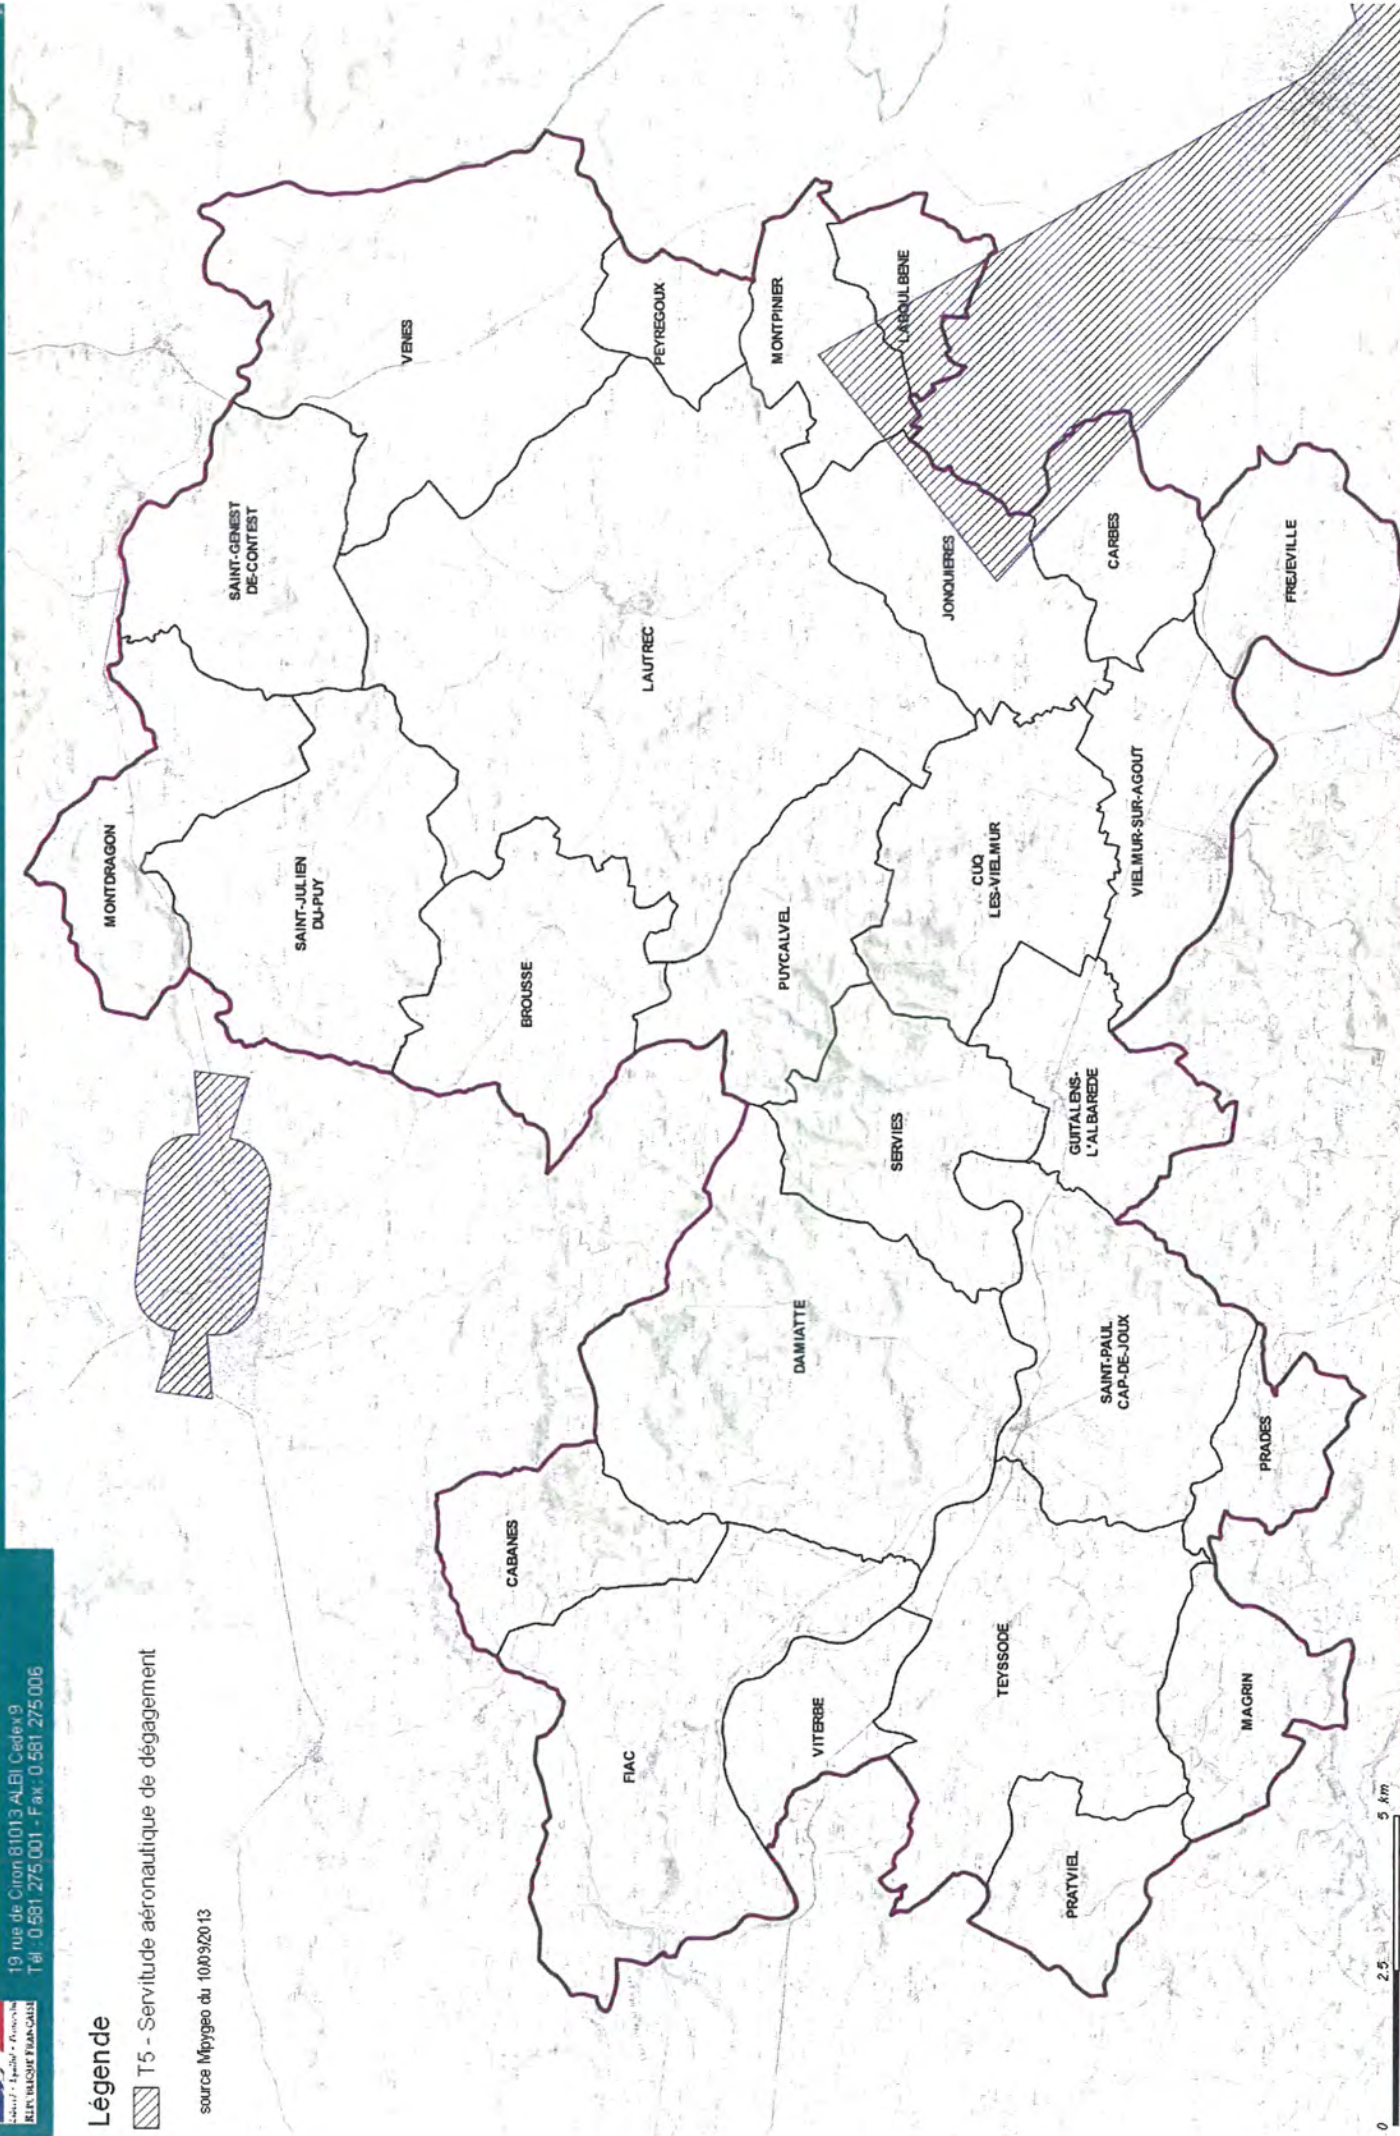 19 rue de Ciron 81013 ALBI Cedex 9
Tél : 0 581 275 001 - Fax : 0 581 275 006
RÉPUBLIQUE FRANÇAISE
Légende
T5 - Servitude aéronautique de dégagement
source Mipygeo du 10/09/2013
MONTDRAGON
SAINT-GENEST
DE-CONTEST
VENES
SAINT-JULIEN
DU-PUY
BROUSSE
LAUTREC
PEYREGOUX
MONTPINIER
LABOULBENE
CABANES
FIAC
DAMIATTE
PUYCALVEL
SERVIES
JONQUIERES
CUQ
LES-VIELMUR
CARBES
VITERBE
TEYSSODE
SAINT-PAUL
CAP-DE-JOUX
GUITALENS-
L'ALBAREDE
VIELMUR-SUR-AGOUT
FREJEVILLE
PRATVIEL
MAGRIN
PRADES
0
2.5
5 km